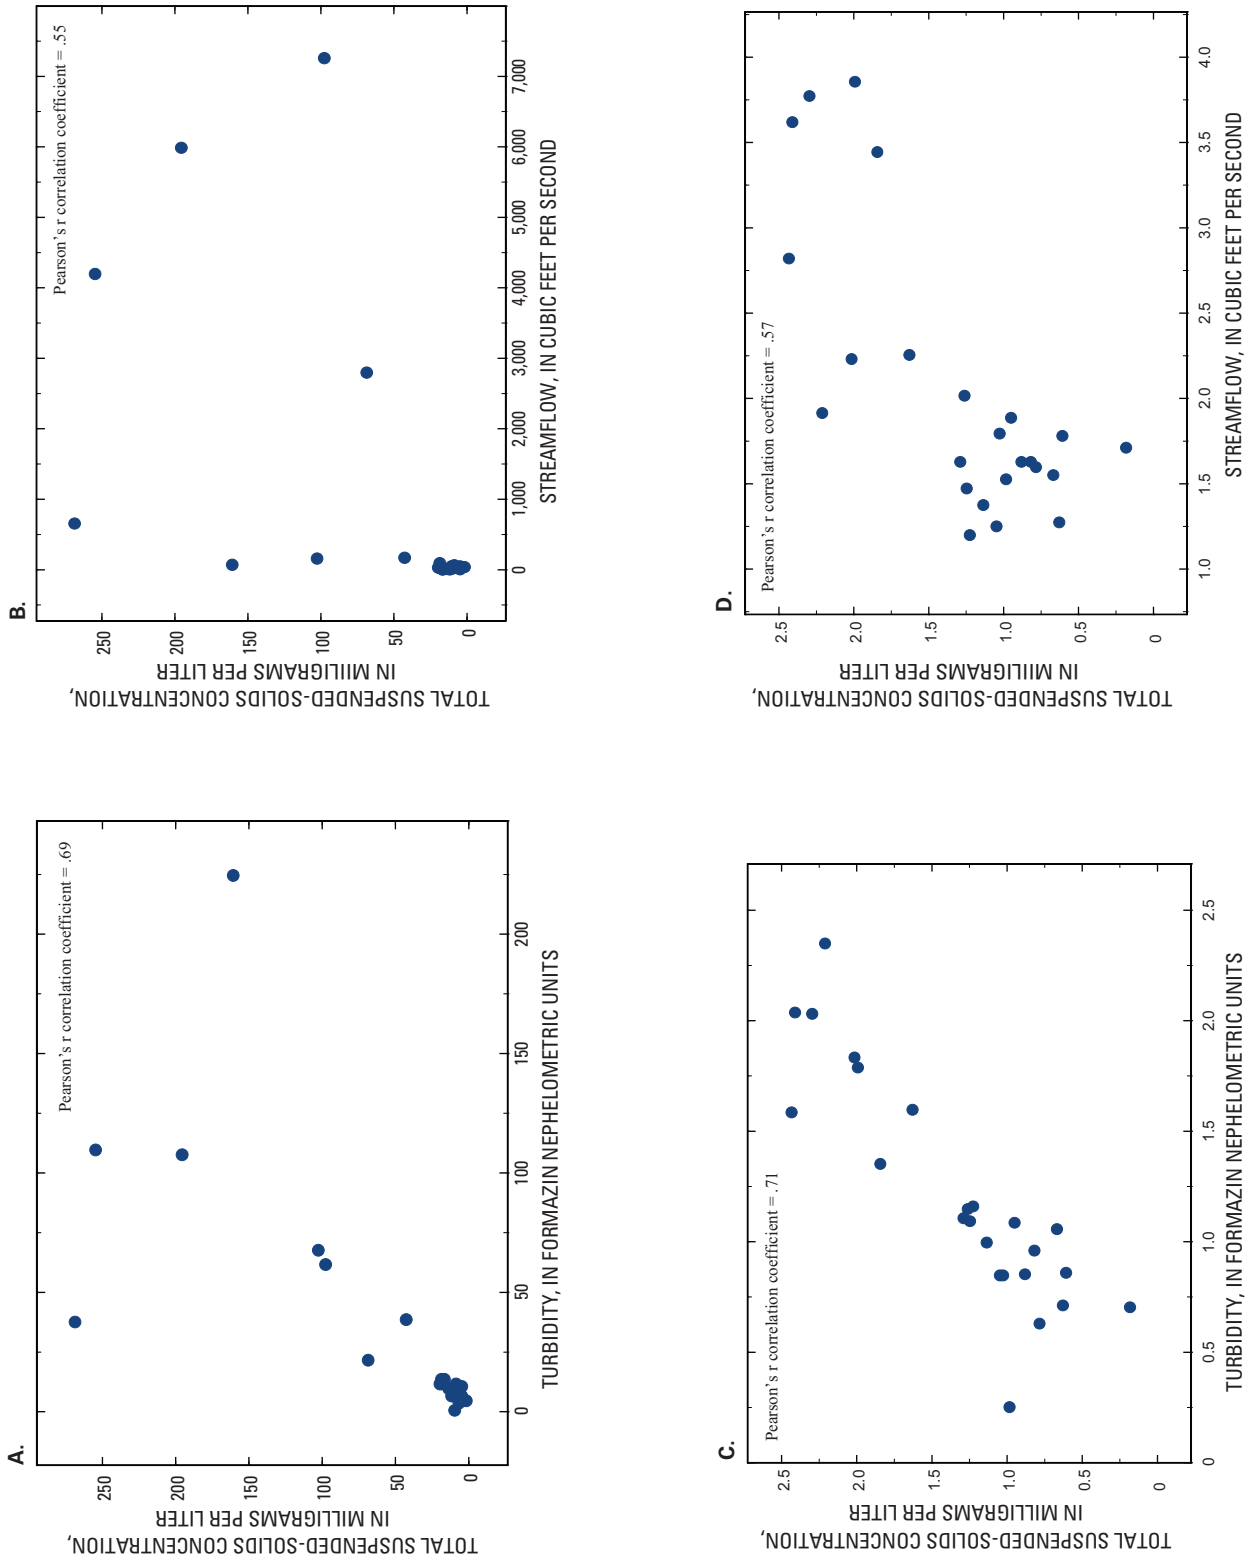 A.
Pearson's r correlation coefficient = .69
TOTAL SUSPENDED-SOLIDS CONCENTRATION,
IN MILLIGRAMS PER LITER
250
200
150
100
50
0
0 50 100 150 200
TURBIDITY, IN FORMAZIN NEPHELOMETRIC UNITS
B.
Pearson's r correlation coefficient = .55
TOTAL SUSPENDED-SOLIDS CONCENTRATION,
IN MIILIGRAMS PER LITER
250
200
150
100
50
0
0 1,000 2,000 3,000 4,000 5,000 6,000 7,000
STREAMFLOW, IN CUBIC FEET PER SECOND
C.
Pearson's r correlation coefficient = .71
TOTAL SUSPENDED-SOLIDS CONCENTRATION,
IN MILLIGRAMS PER LITER
2.5
2.0
1.5
1.0
0.5
0
0 0.5 1.0 1.5 2.0 2.5
TURBIDITY, IN FORMAZIN NEPHELOMETRIC UNITS
D.
Pearson's r correlation coefficient = .57
TOTAL SUSPENDED-SOLIDS CONCENTRATION,
IN MIILIGRAMS PER LITER
2.5
2.0
1.5
1.0
0.5
0
1.0 1.5 2.0 2.5 3.0 3.5 4.0
STREAMFLOW, IN CUBIC FEET PER SECOND